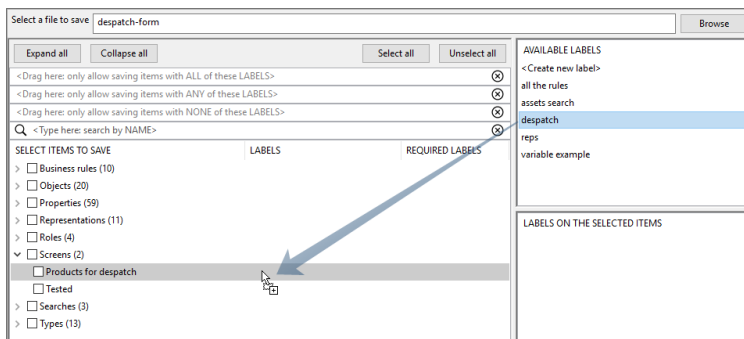 Select a file to save despatch-form Browse
Expand all Collapse all Select all Unselect all
<Drag here: only allow saving items with ALL of these LABELS>
<Drag here: only allow saving items with ANY of these LABELS>
<Drag here: only allow saving items with NONE of these LABELS>
<Type here: search by NAME>
SELECT ITEMS TO SAVE LABELS REQUIRED LABELS
Business rules (10)
Objects (20)
Properties (59)
Representations (11)
Roles (4)
Screens (2)
Products for despatch
Tested
Searches (3)
Types (13)
AVAILABLE LABELS
<Create new label>
all the rules
assets search
despatch
reps
variable example
LABELS ON THE SELECTED ITEMS